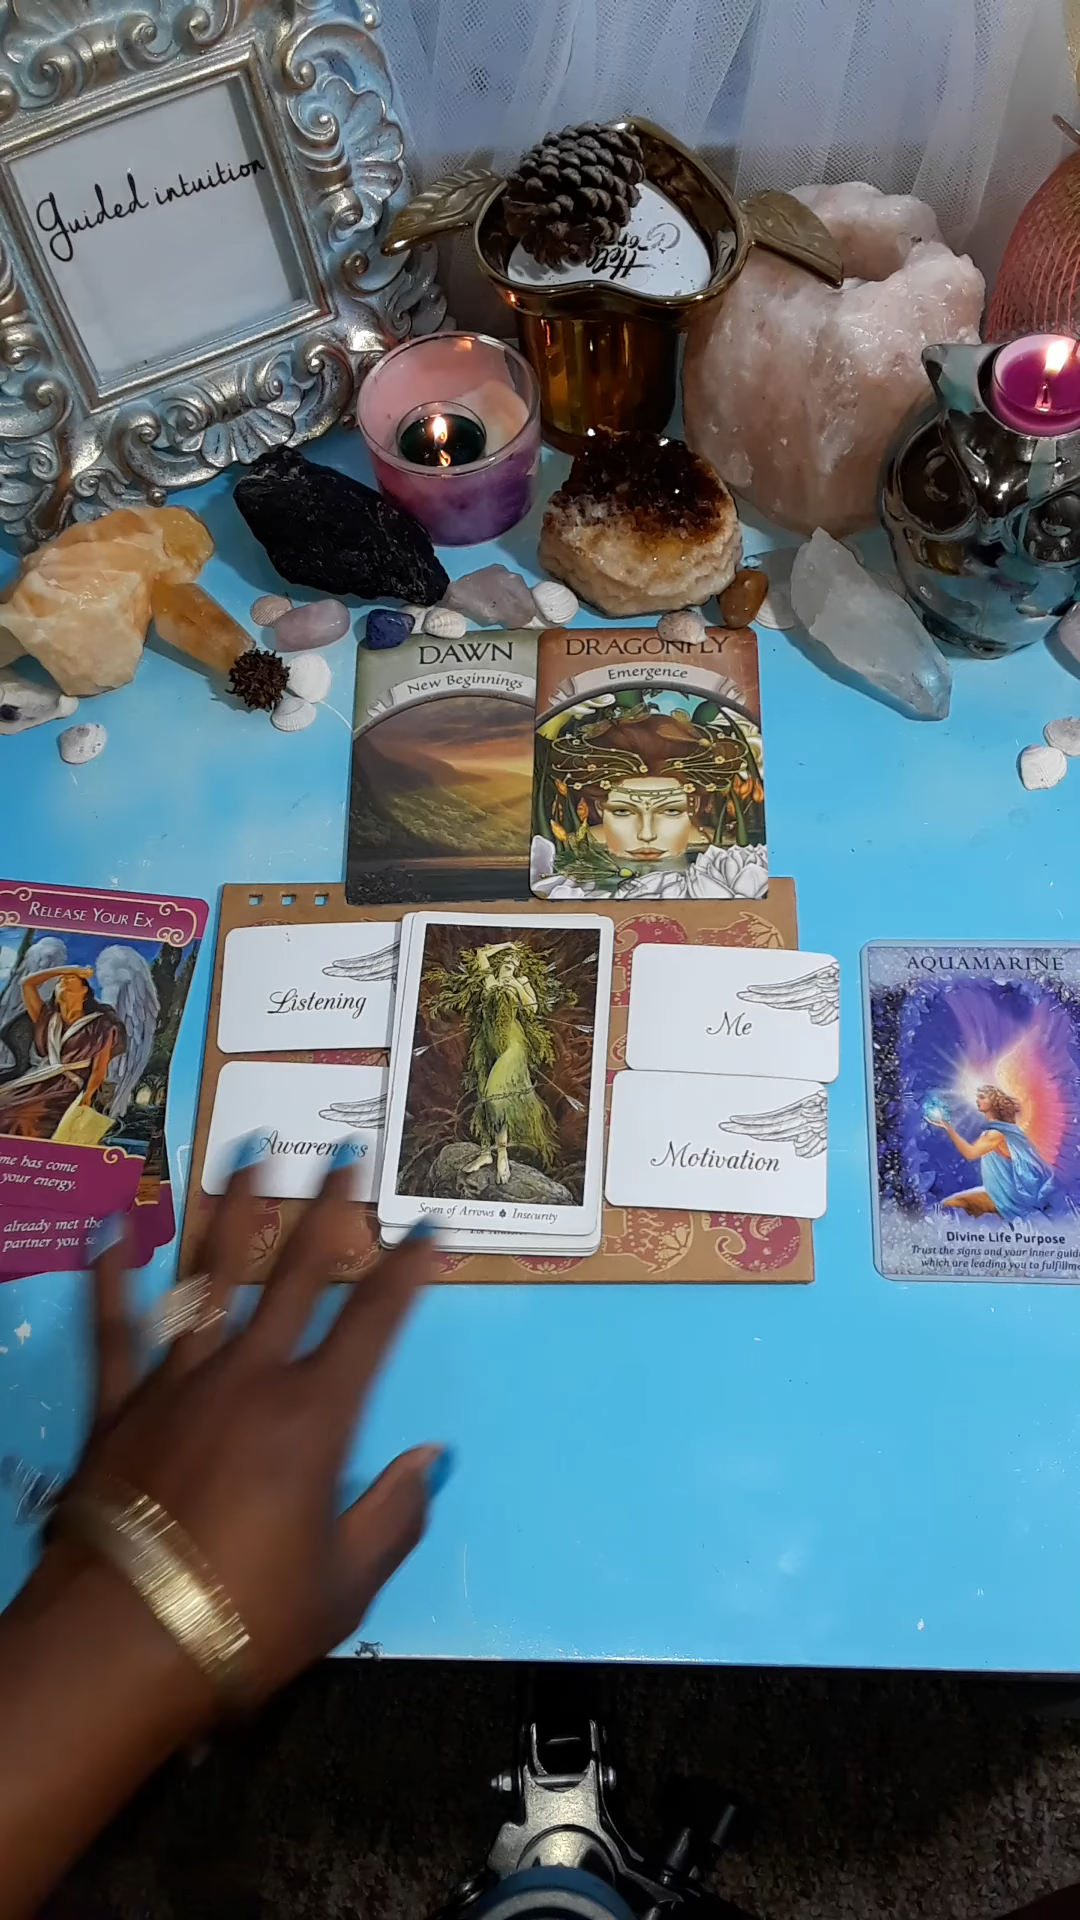 Guided intuition
Hello
DAWN
New Beginnings
DRAGONFLY
Emergence
RELEASE YOUR EX
me has come
your energy.
already met the
partner you
Listening
Awareness
Seven of Arrows Insecurity
Me
Motivation
AQUAMARINE
Divine Life Purpose
Trust the signs and your inner guid
which are leading you to fulfillm